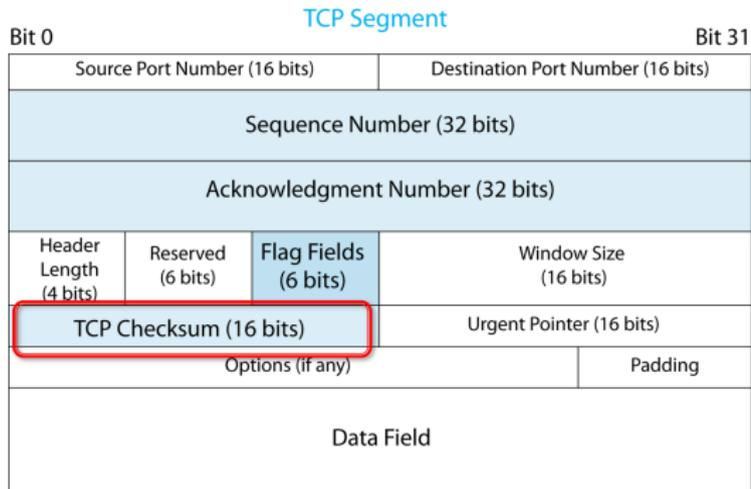 TCP Segment
Bit 0
Bit 31
Source Port Number (16 bits)
Destination Port Number (16 bits)
Sequence Number (32 bits)
Acknowledgment Number (32 bits)
Header
Length
(4 bits)
Reserved
(6 bits)
Flag Fields
(6 bits)
Window Size
(16 bits)
TCP Checksum (16 bits)
Urgent Pointer (16 bits)
Options (if any)
Padding
Data Field